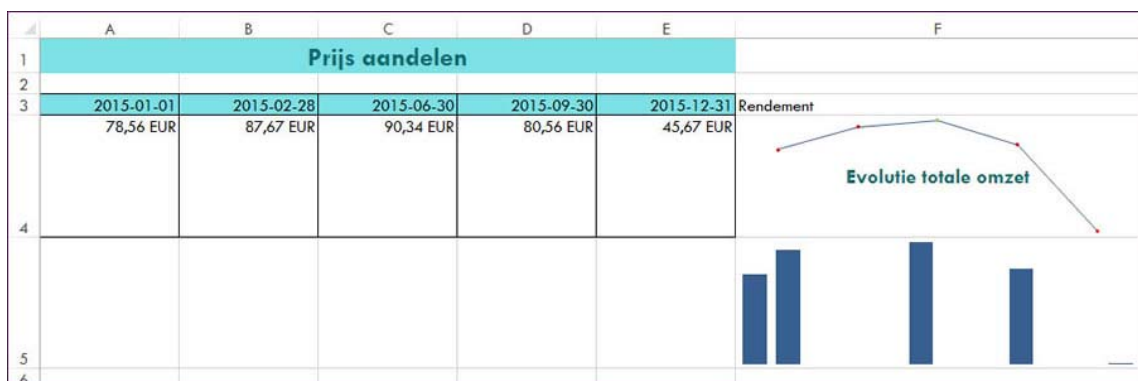 A B C D E F
1 Prijs aandelen
2
3 2015-01-01 2015-02-28 2015-06-30 2015-09-30 2015-12-31 Rendement
78,56 EUR 87,67 EUR 90,34 EUR 80,56 EUR 45,67 EUR
Evolutie totale omzet
4
5
6